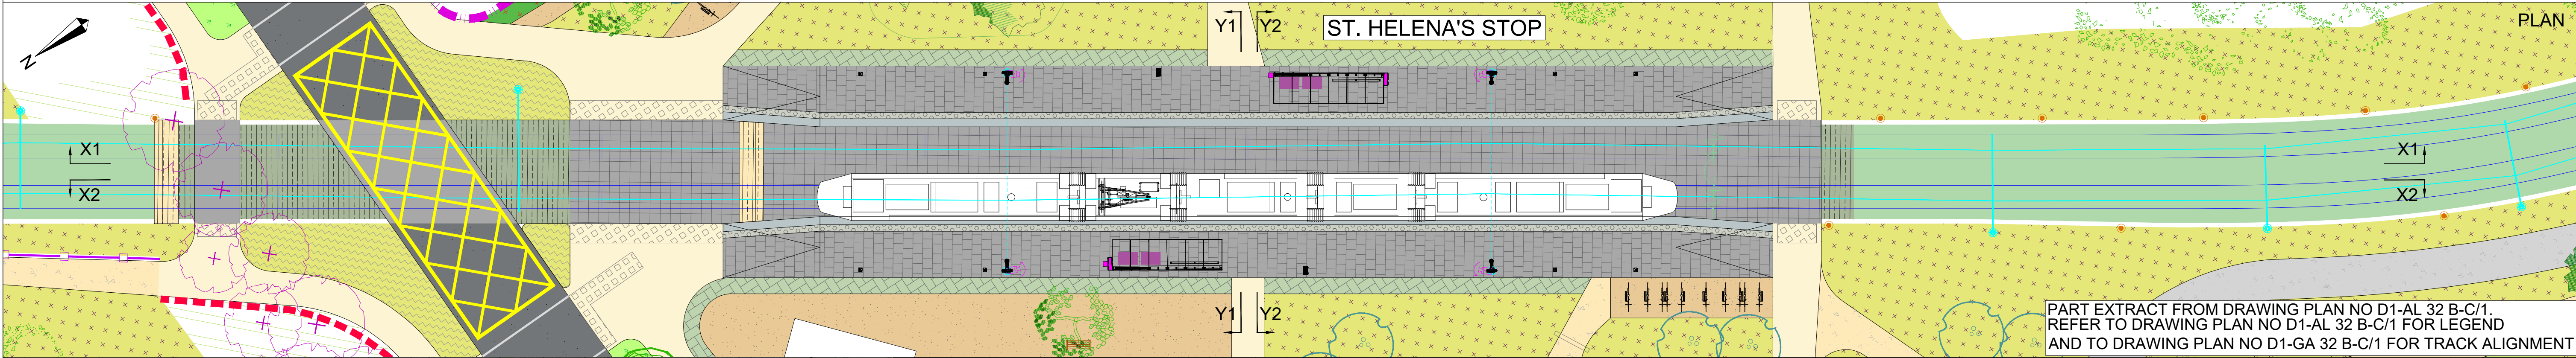 PLAN
ST. HELENA'S STOP
Y1 Y2
N
X1
X2
X1
X2
Y1 Y2
PART EXTRACT FROM DRAWING PLAN NO D1-AL 32 B-C/1.
REFER TO DRAWING PLAN NO D1-AL 32 B-C/1 FOR LEGEND
AND TO DRAWING PLAN NO D1-GA 32 B-C/1 FOR TRACK ALIGNMENT